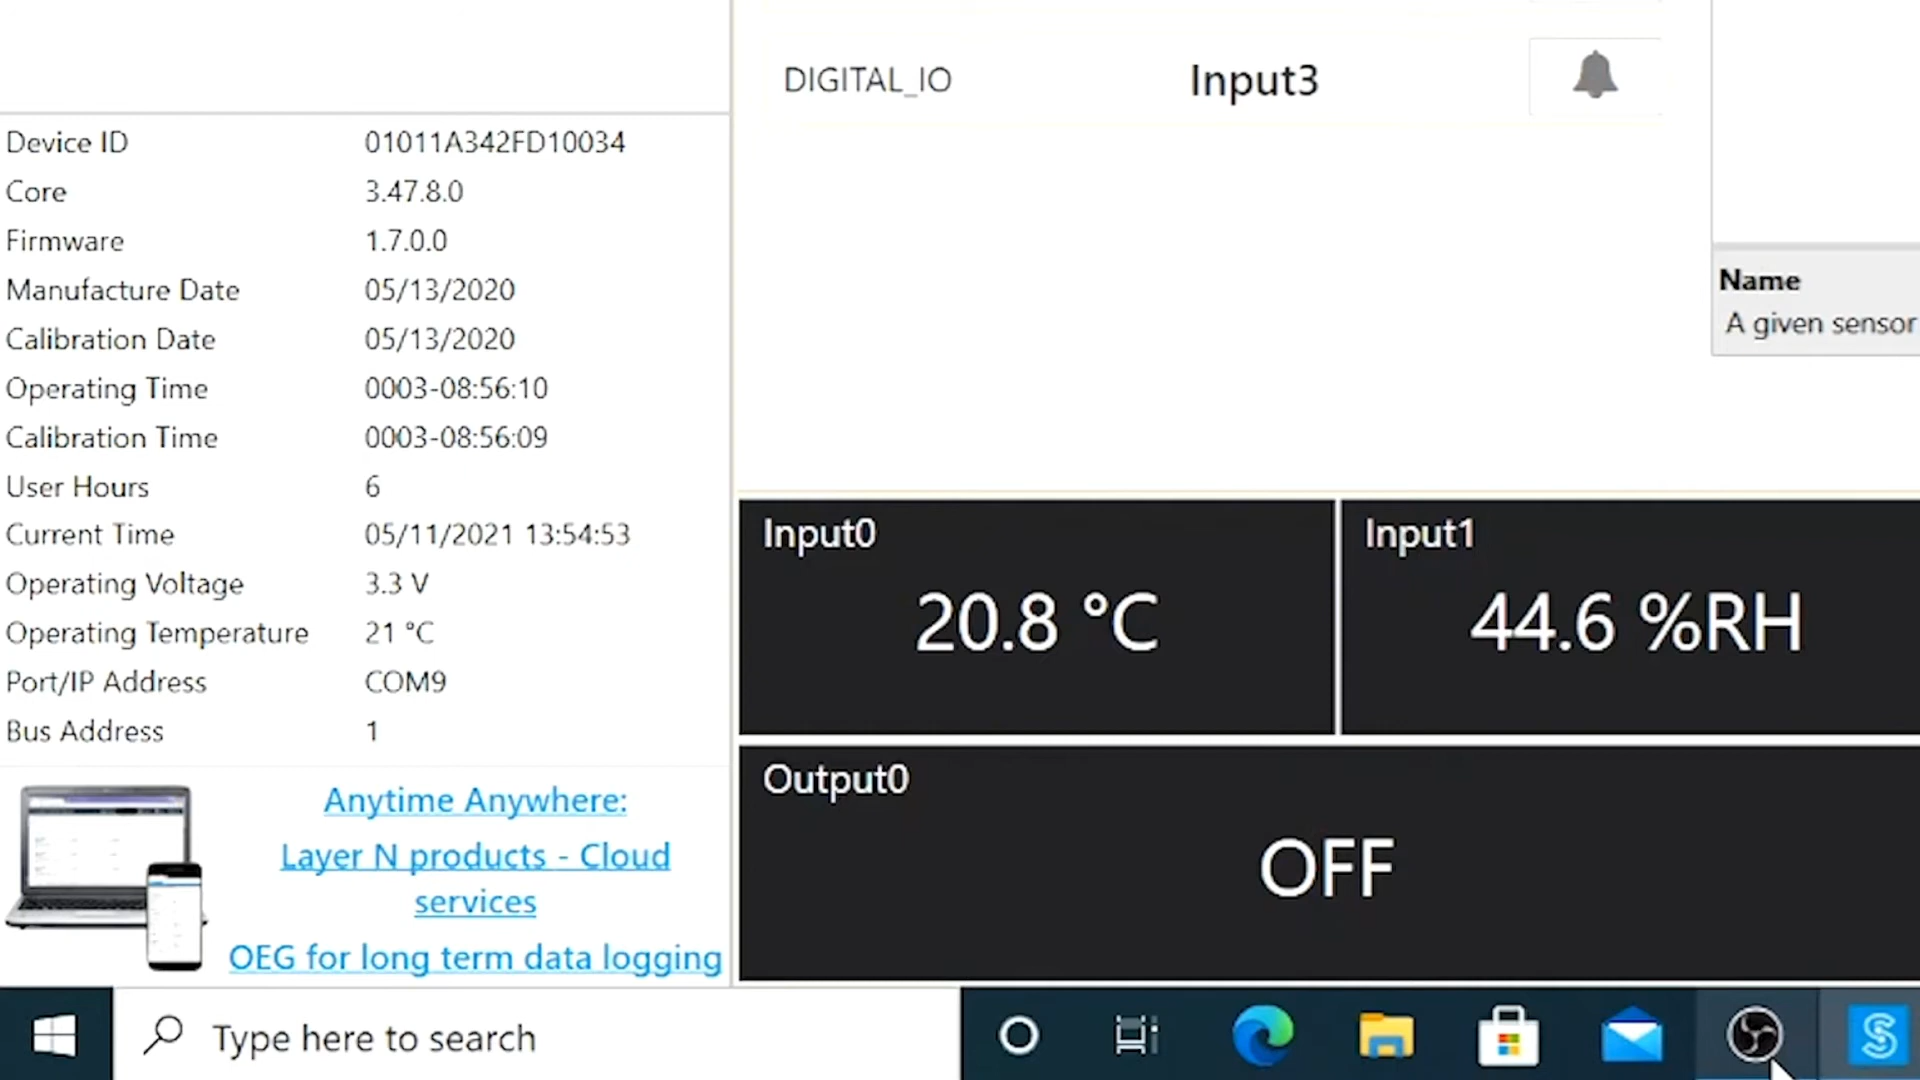 DIGITAL_IO Input3
Device ID 01011A342FD10034
Core 3.47.8.0
Firmware 1.7.0.0
Manufacture Date 05/13/2020
Calibration Date 05/13/2020
Operating Time 0003-08:56:10
Calibration Time 0003-08:56:09
User Hours 6
Current Time 05/11/2021 13:54:53
Operating Voltage 3.3 V
Operating Temperature 21 °C
Port/IP Address COM9
Bus Address 1
Anytime Anywhere:
Layer N products - Cloud
services
OEG for long term data logging
Name
A given sensor
Input0
20.8 °C
Input1
44.6 %RH
Output0
OFF
Type here to search